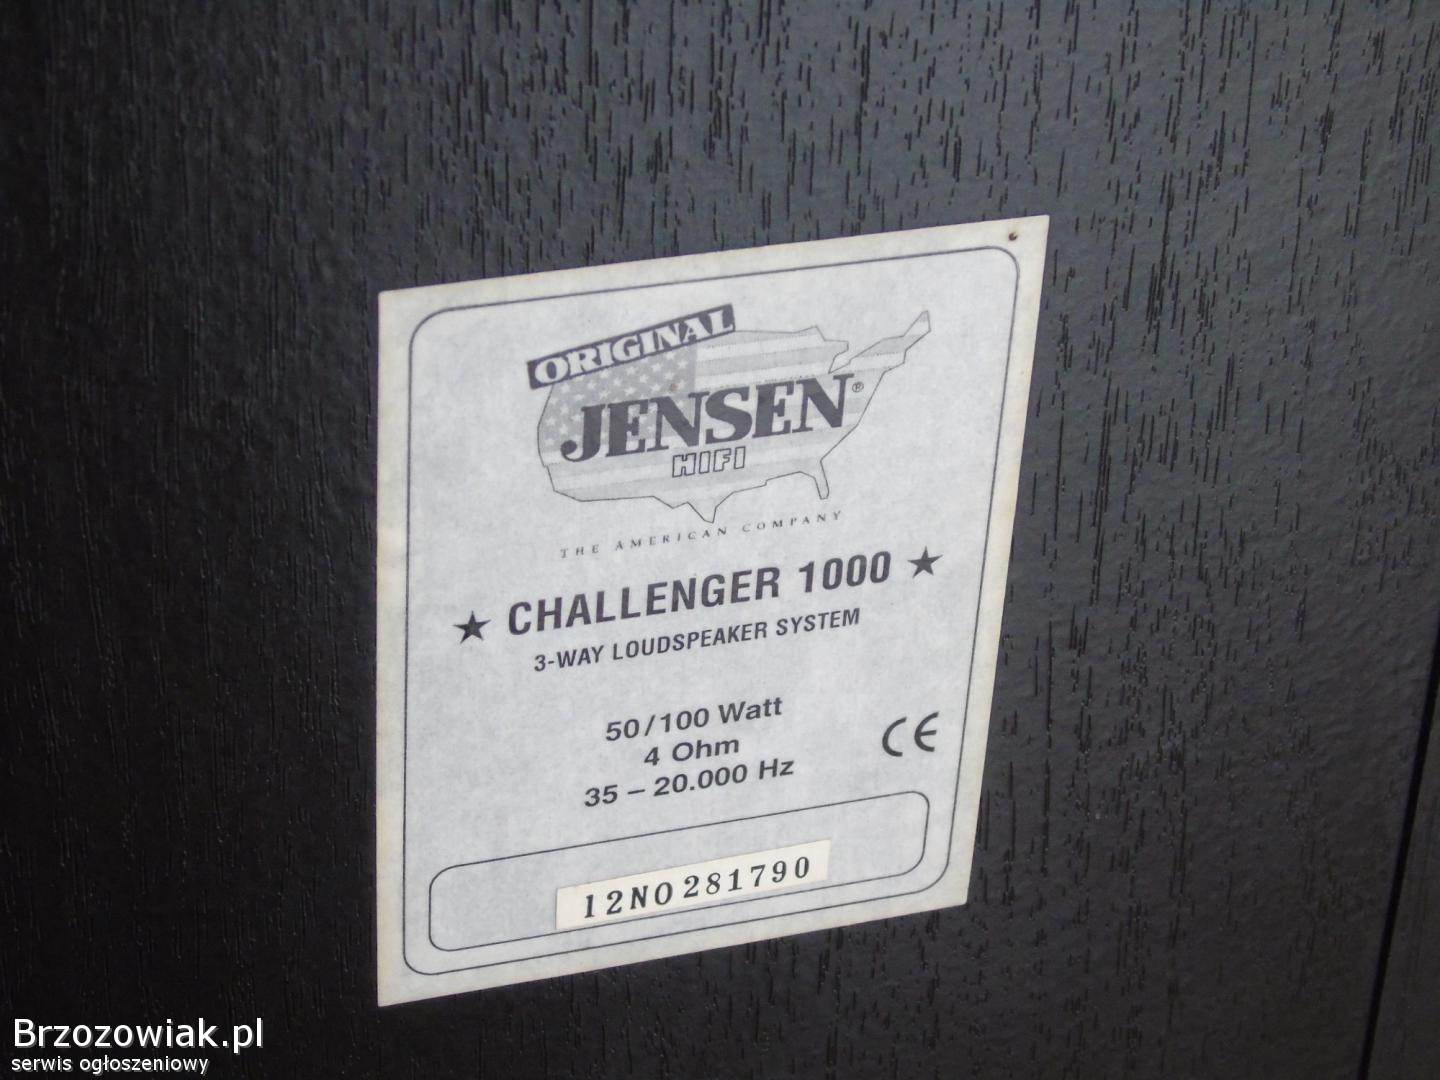 ORIGINAL
JENSEN®
HIFI
THE AMERICAN COMPANY
★ CHALLENGER 1000 ★
3-WAY LOUDSPEAKER SYSTEM
50/100 Watt
4 Ohm
35 – 20.000 Hz
CE
12NO281790
Brzozowiak.pl
serwis ogłoszeniowy